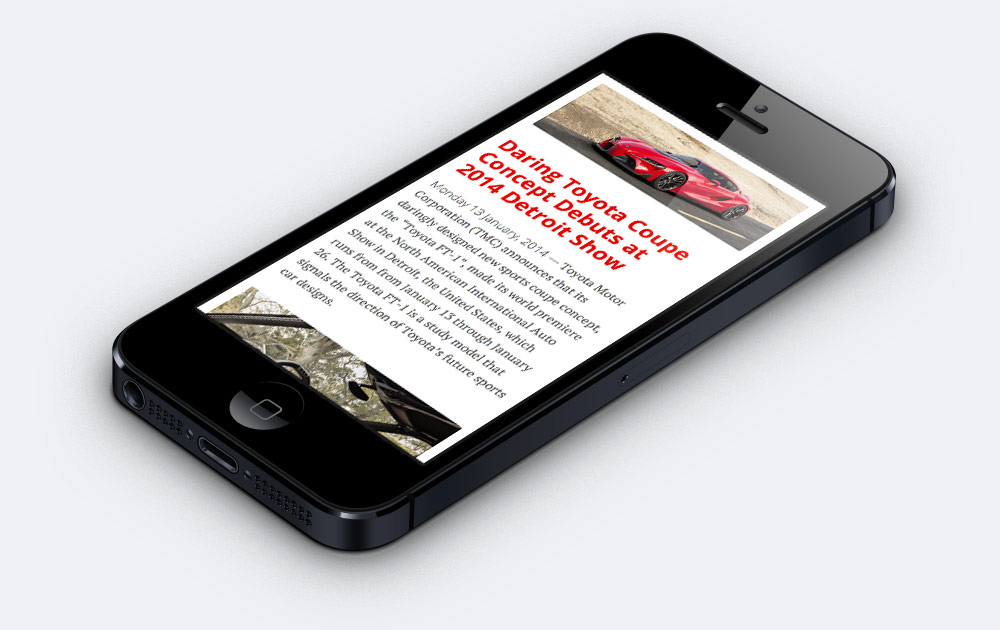 Daring Toyota Coupe
Concept Debuts at
2014 Detroit Show
Monday 13 January, 2014 — Toyota Motor
Corporation (TMC) announces that its
daringly designed new sports coupe concept,
the "Toyota FT-1", made its world premiere
at the North American International Auto
Show in Detroit, the United States, which
runs from from January 13 through January
26. The Toyota FT-1 is a study model that
signals the direction of Toyota's future sports
car designs.